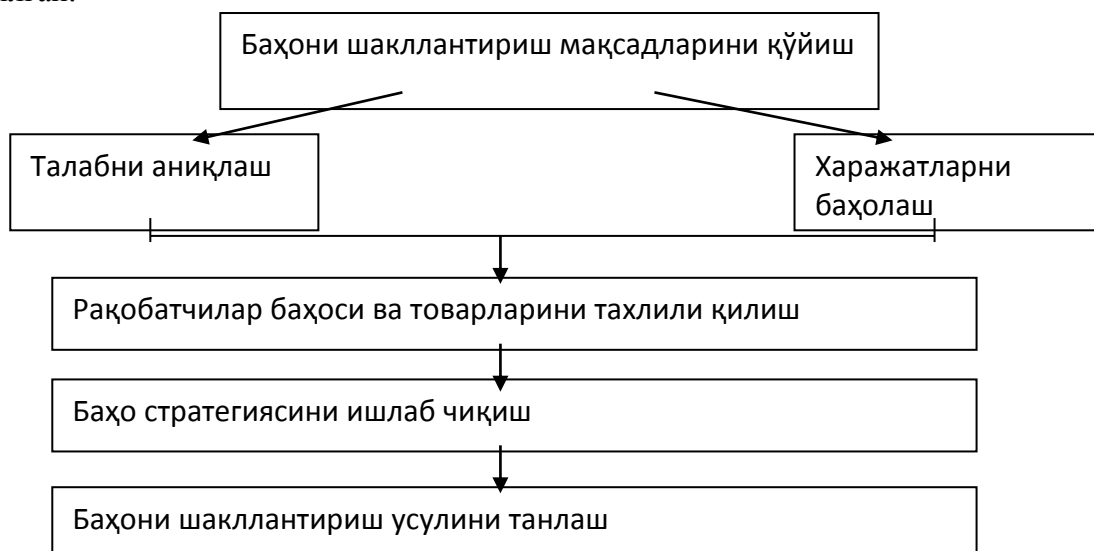 Баҳони шакллантириш мақсадларини қўйиш
Талабни аниқлаш
Харажатларни
баҳолаш
Рақобатчилар баҳоси ва товарларини тахлили қилиш
Баҳо стратегиясини ишлаб чиқиш
Баҳони шакллантириш усулини танлаш